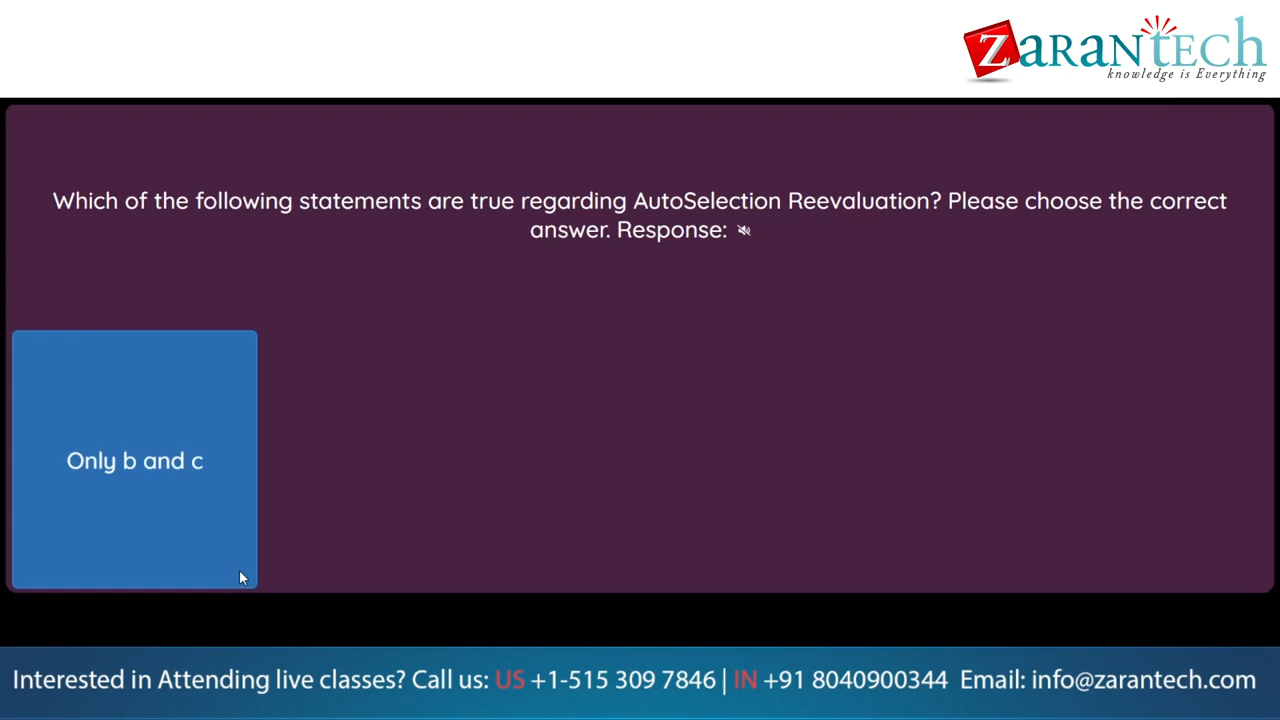 ZARANTECH
knowledge is Everything
Which of the following statements are true regarding AutoSelection Reevaluation? Please choose the correct
answer. Response:
Only b and c
Interested in Attending live classes? Call us: US +1-515 309 7846 | IN +91 8040900344 Email: info@zarantech.com